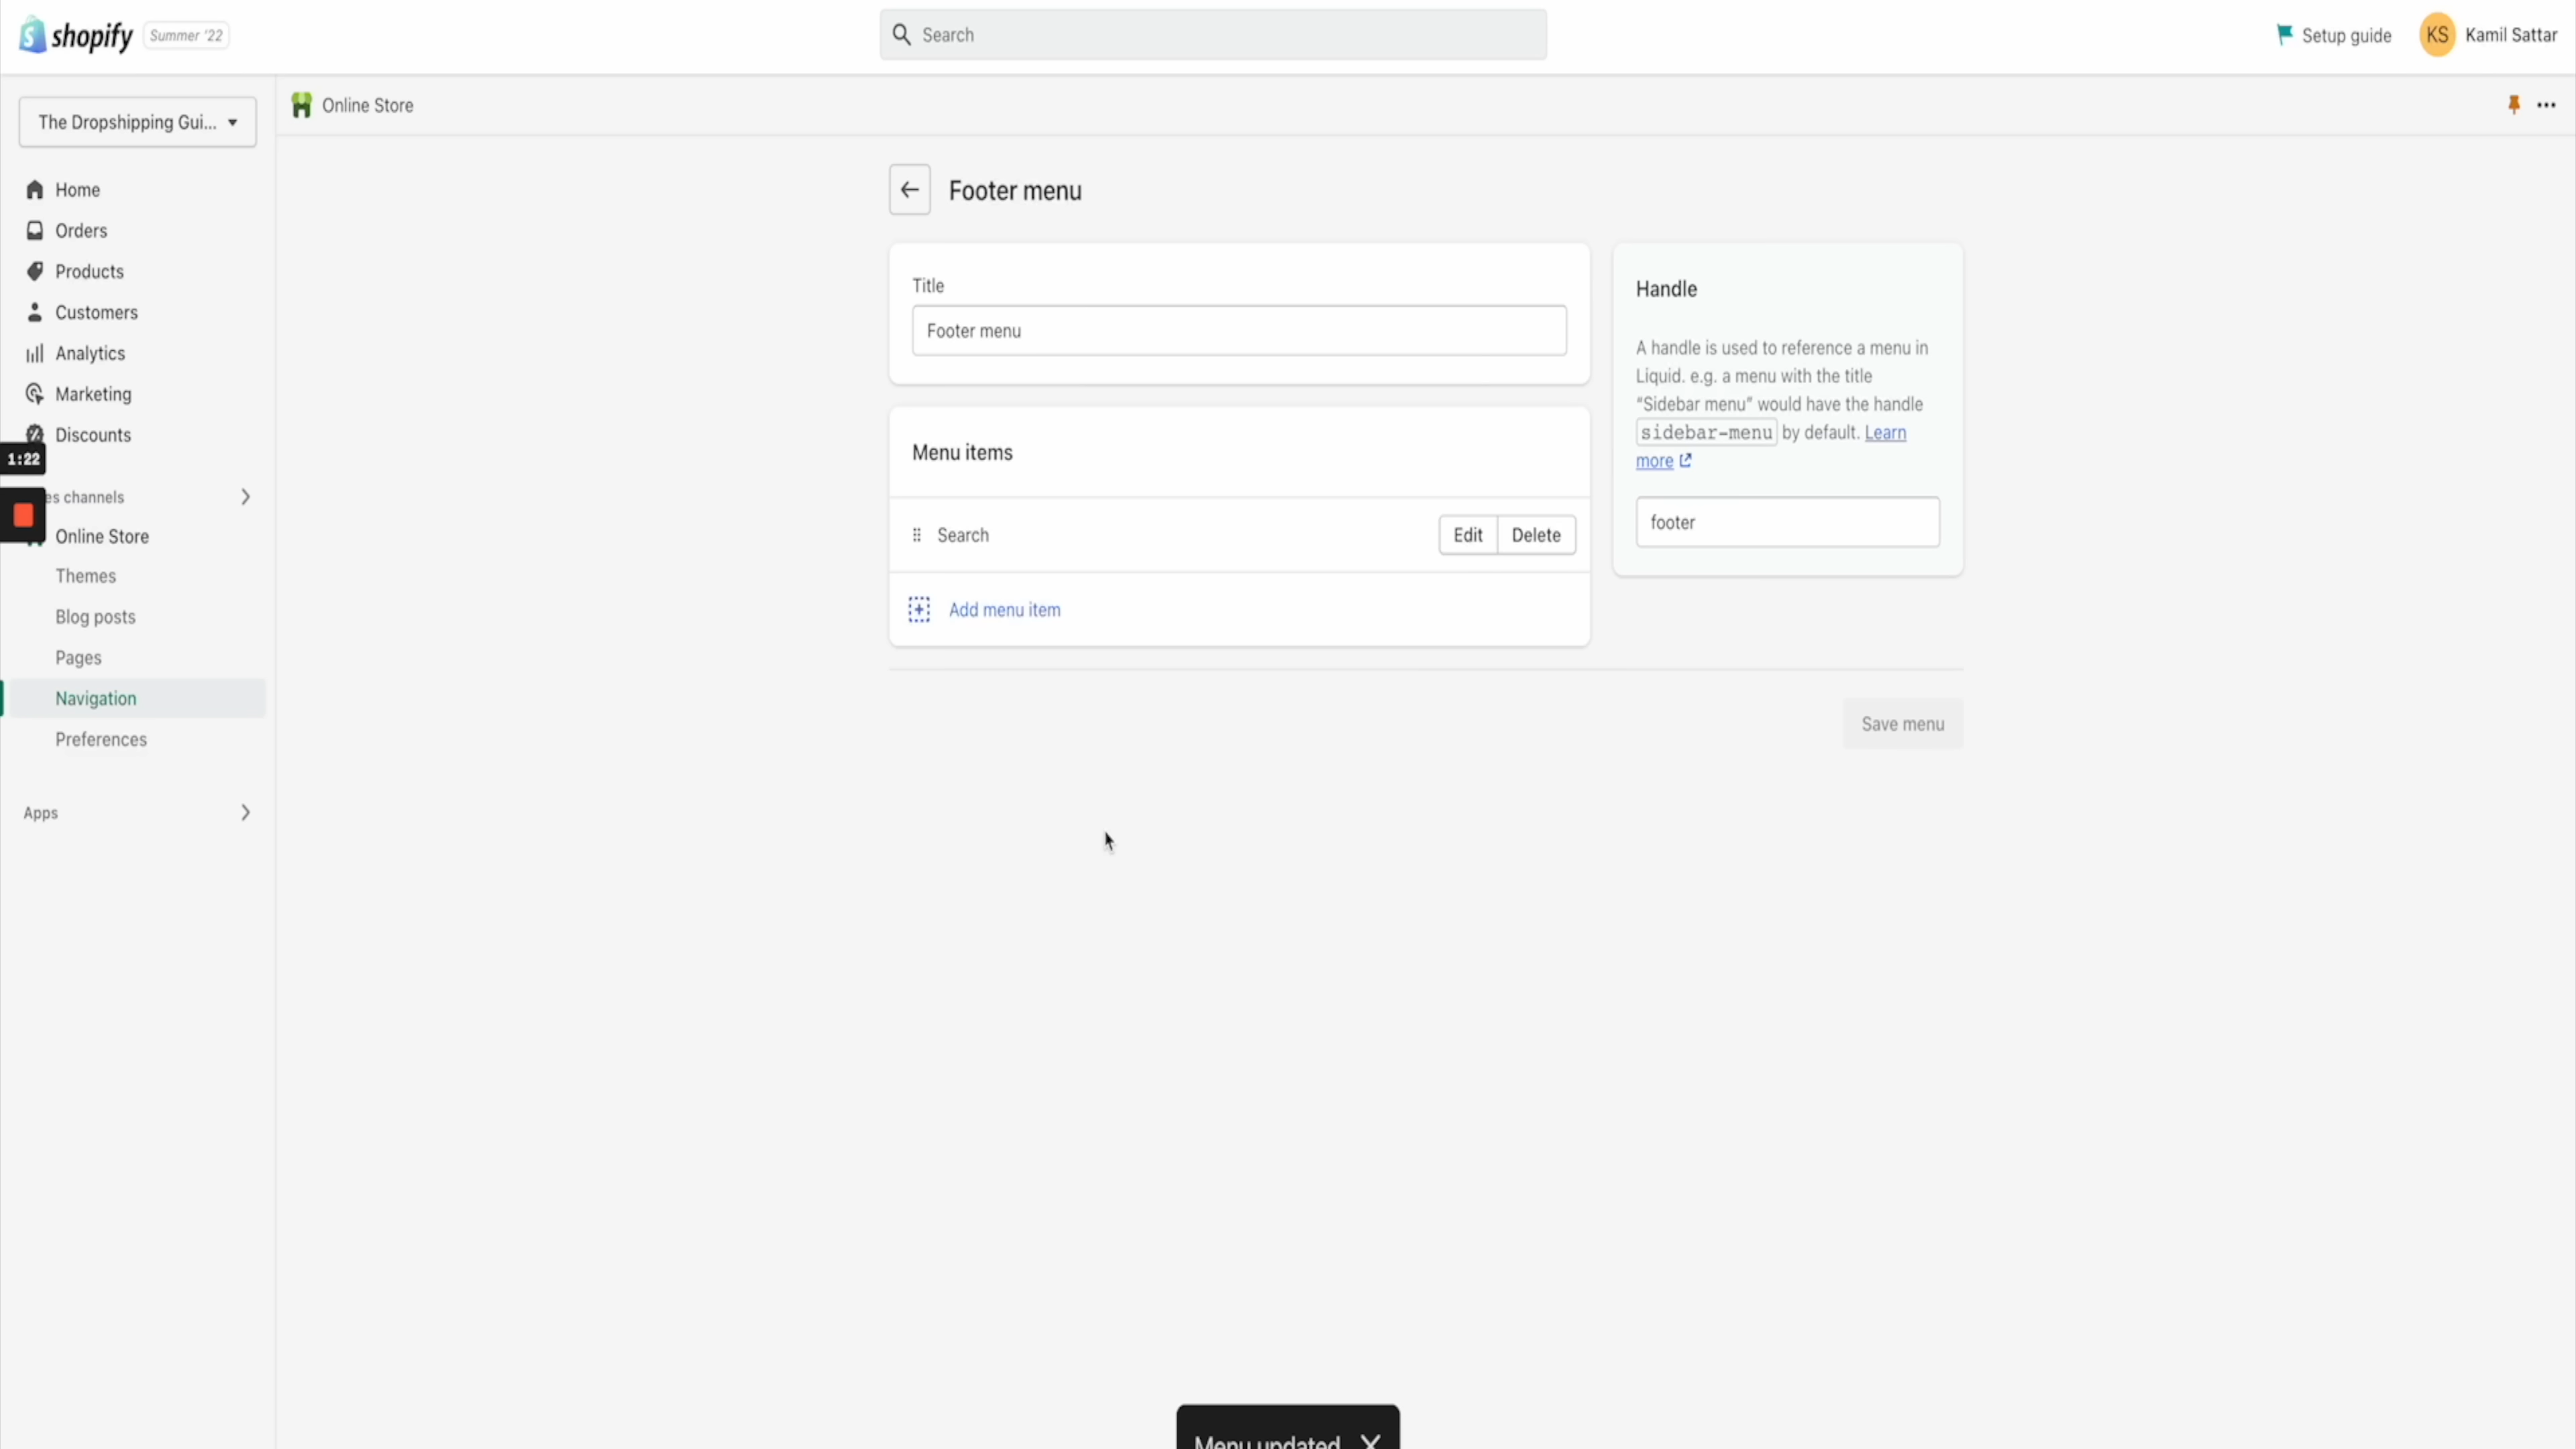 shopify
Summer '22
Search
Setup guide
KS
Kamil Sattar
The Dropshipping Gui...
Online Store
Home
Orders
Products
Customers
Analytics
Marketing
Discounts
1:22
es channels
Online Store
Themes
Blog posts
Pages
Navigation
Preferences
Apps
Footer menu
Title
Footer menu
Menu items
Search
Edit
Delete
Add menu item
Handle
A handle is used to reference a menu in
Liquid. e.g. a menu with the title
“Sidebar menu” would have the handle
sidebar-menu by default. Learn
more
footer
Save menu
Menu updated